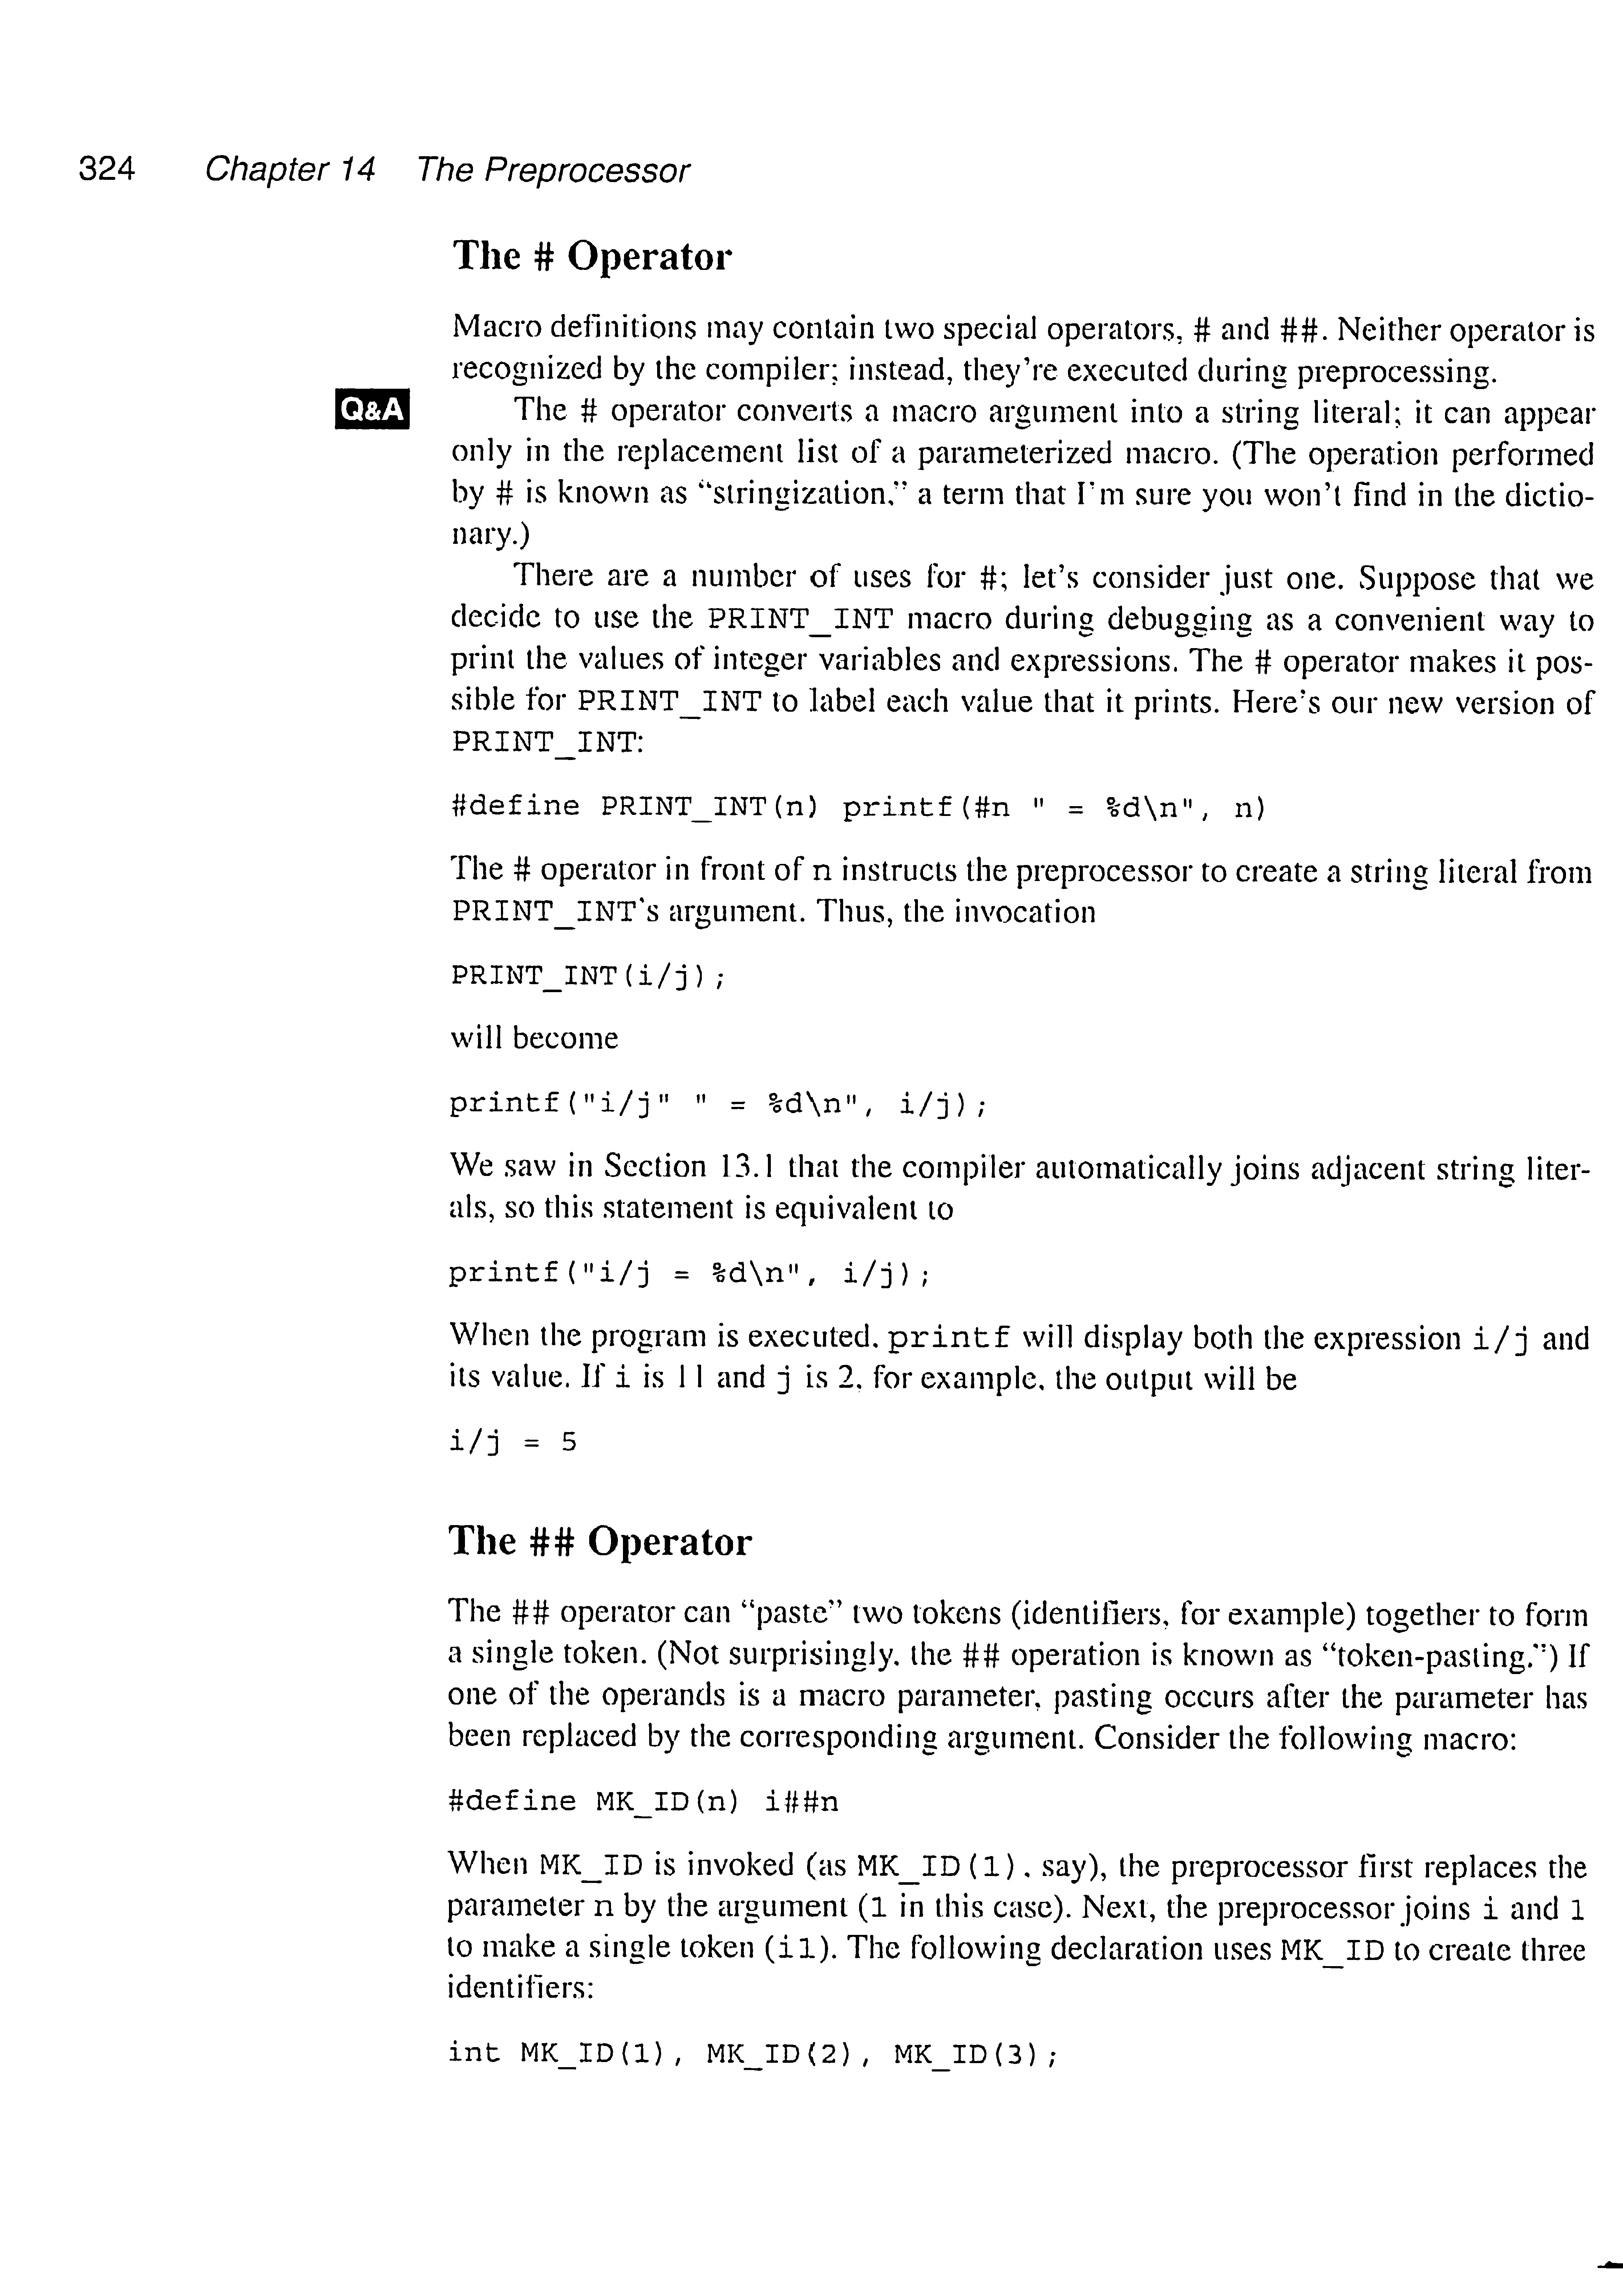 324 Chapter 14 The Preprocessor
The # Operator
Macro definitions may contain two special operators, # and ##. Neither operator is
recognized by the compiler; instead, they're executed during preprocessing.
Q&A
The # operator converts a macro argument into a string literal; it can appear
only in the replacement list of a parameterized macro. (The operation performed
by # is known as "stringization," a term that I'm sure you won't find in the dictio-
nary.)
There are a number of uses for #; let's consider just one. Suppose that we
decide to use the PRINT_INT macro during debugging as a convenient way to
print the values of integer variables and expressions. The # operator makes it pos-
sible for PRINT_INT to label each value that it prints. Here's our new version of
PRINT_INT:
#define PRINT_INT(n) printf(#n " = %d\n", n)
The # operator in front of n instructs the preprocessor to create a string literal from
PRINT_INT's argument. Thus, the invocation
PRINT_INT(i/j);
will become
printf("i/j" " = %d\n", i/j);
We saw in Section 13.1 that the compiler automatically joins adjacent string liter-
als, so this statement is equivalent to
printf("i/j = %d\n", i/j);
When the program is executed, printf will display both the expression i/j and
its value. If i is 11 and j is 2, for example, the output will be
i/j = 5
The ## Operator
The ## operator can "paste" two tokens (identifiers, for example) together to form
a single token. (Not surprisingly, the ## operation is known as "token-pasting.") If
one of the operands is a macro parameter, pasting occurs after the parameter has
been replaced by the corresponding argument. Consider the following macro:
#define MK_ID(n) i##n
When MK_ID is invoked (as MK_ID(1), say), the preprocessor first replaces the
parameter n by the argument (1 in this case). Next, the preprocessor joins i and 1
to make a single token (i1). The following declaration uses MK_ID to create three
identifiers:
int MK_ID(1), MK_ID(2), MK_ID(3);